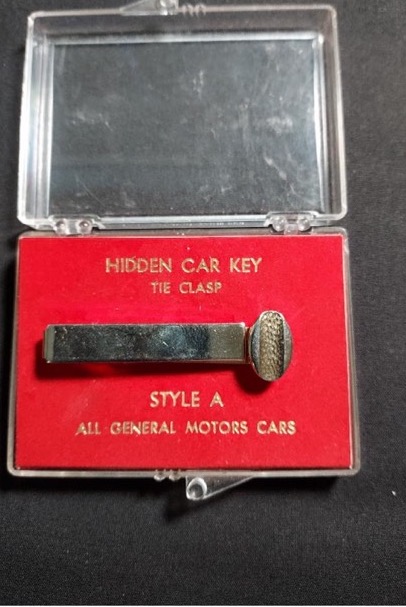 HIDDEN CAR KEY
TIE CLASP
STYLE A
ALL GENERAL MOTORS CARS